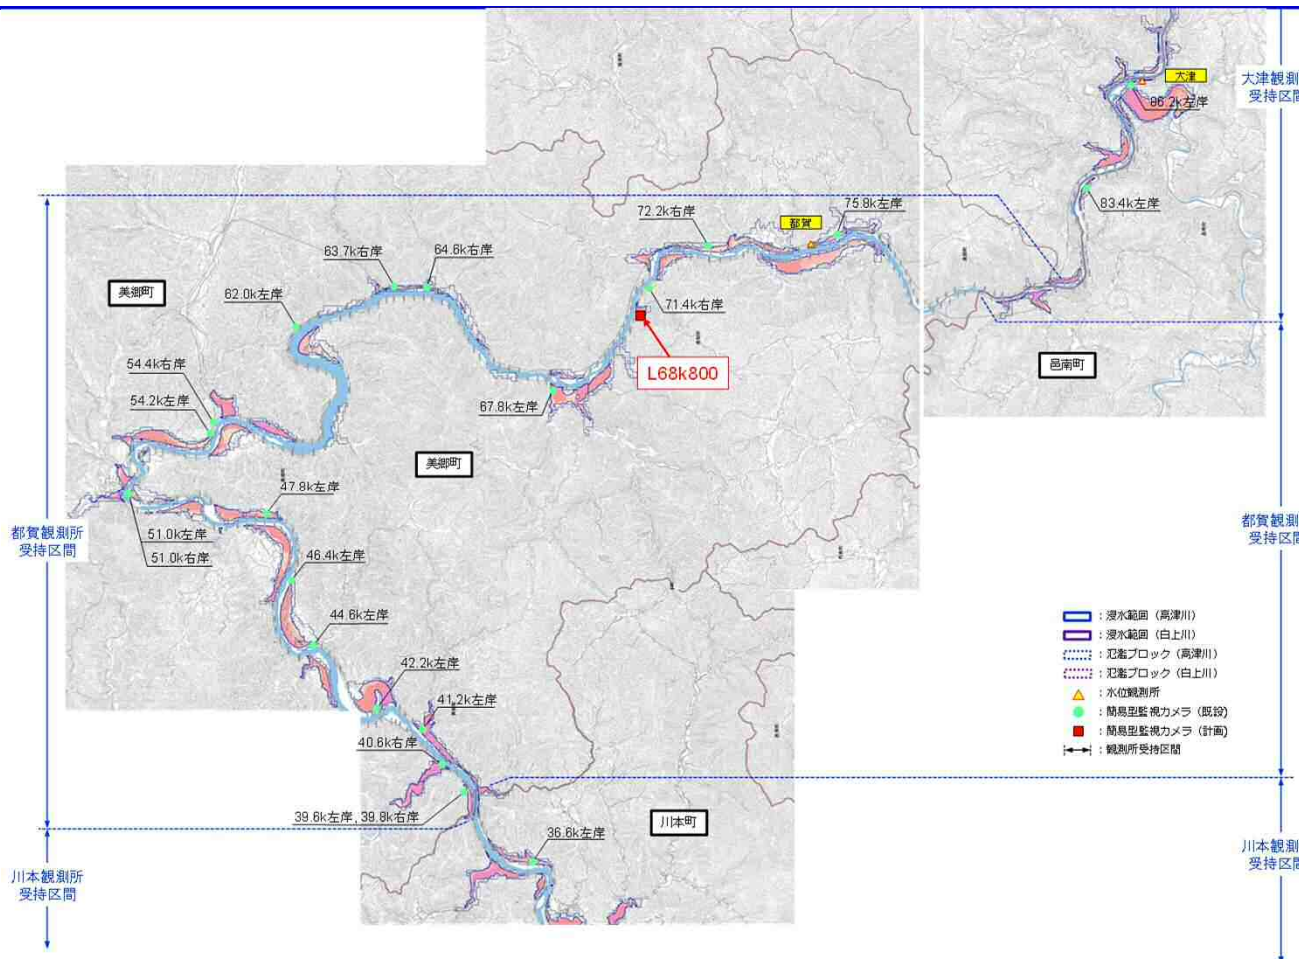 大津
大津観測
受持区間
86.2k左岸
83.4k左岸
72.2k右岸
都賀
75.8k左岸
63.7k右岸
64.6k右岸
美郷町
62.0k左岸
71.4k右岸
L68k800
邑南町
54.4k右岸
54.2k左岸
67.8k左岸
美郷町
47.8k左岸
都賀観測所
受持区間
51.0k左岸
51.0k右岸
都賀観測
受持区間
46.4k左岸
44.6k左岸
42.2k左岸
41.2k左岸
40.6k右岸
39.6k左岸，39.8k右岸
36.6k左岸
川本町
川本観測所
受持区間
川本観測
受持区間
：浸水範囲（高津川）
：浸水範囲（白上川）
：氾濫ブロック（高津川）
：氾濫ブロック（白上川）
：水位観測所
：簡易型監視カメラ（既設）
：簡易型監視カメラ（計画）
：観測所受持区間